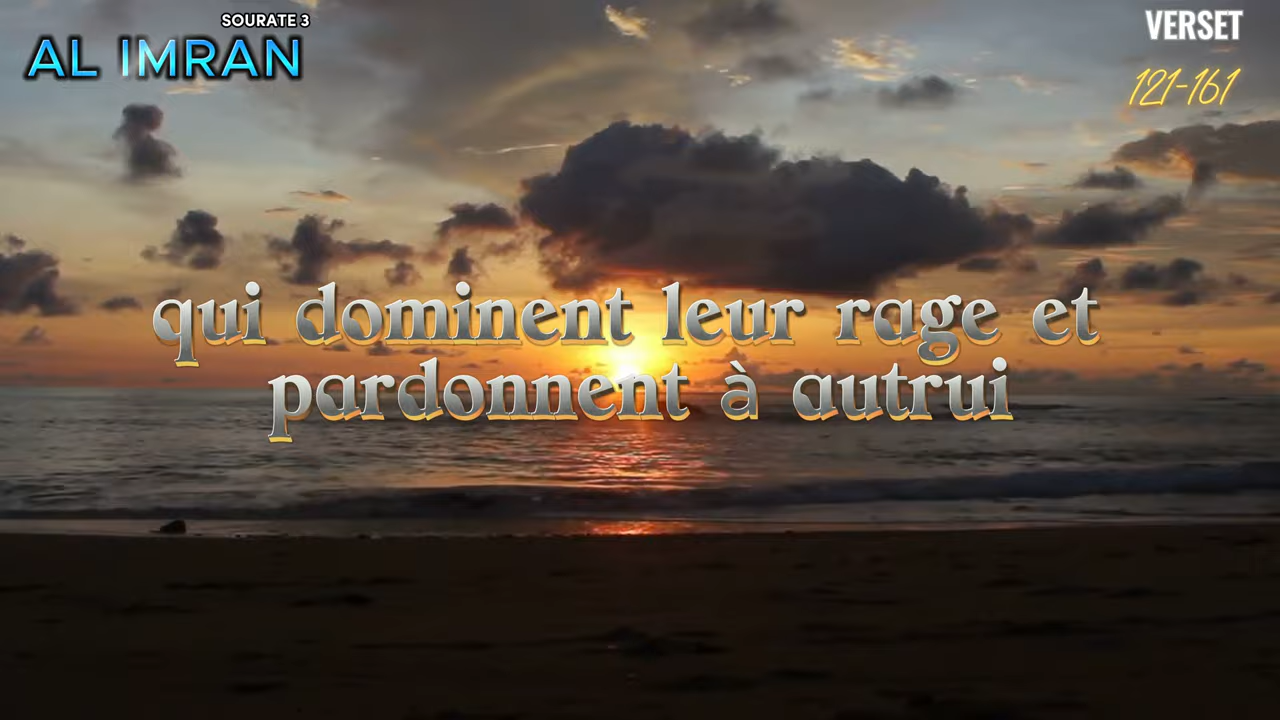 SOURATE 3
AL IMRAN
VERSET
121-161
qui dominent leur rage et
pardonnent à autrui